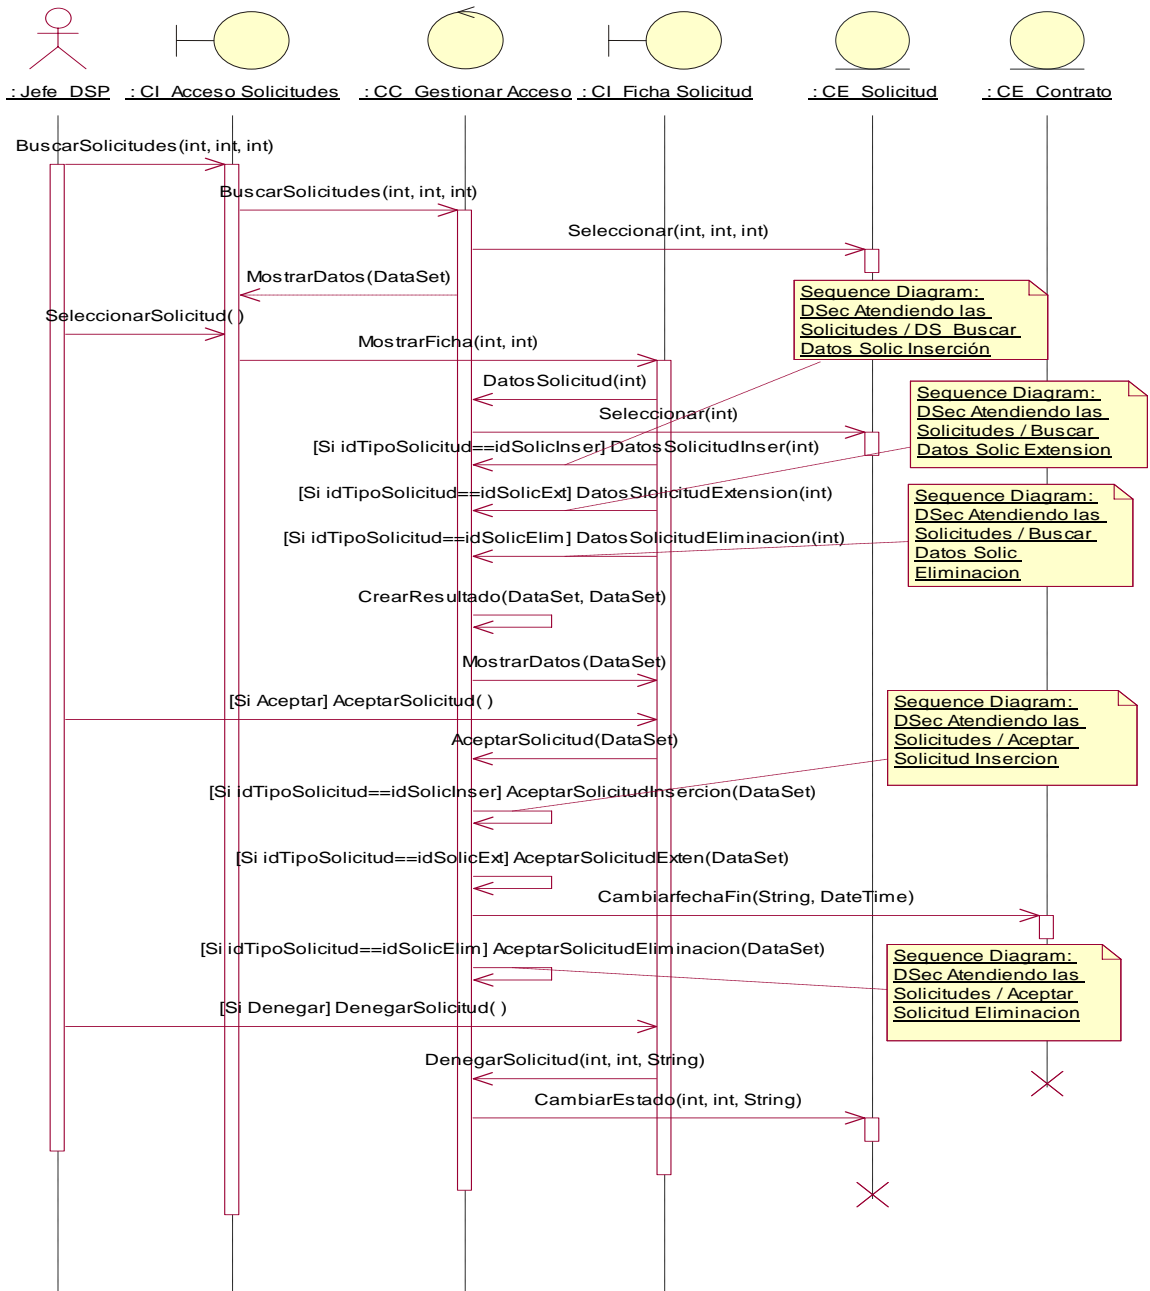 : Jefe_DSP
: CI_Acceso Solicitudes
: CC_Gestionar Acceso
: CI_Ficha Solicitud
: CE_Solicitud
: CE_Contrato
BuscarSolicitudes(int, int, int)
BuscarSolicitudes(int, int, int)
Seleccionar(int, int, int)
MostrarDatos(DataSet)
Sequence Diagram:
DSec Atendiendo las
Solicitudes / DS_Buscar
Datos Solic Inserción
SeleccionarSolicitud( )
MostrarFicha(int, int)
DatosSolicitud(int)
Sequence Diagram:
DSec Atendiendo las
Solicitudes / Buscar
Datos Solic Extension
Seleccionar(int)
[Si idTipoSolicitud==idSolicInser] DatosSolicitudInser(int)
[Si idTipoSolicitud==idSolicExt] DatosSlolicitudExtension(int)
Sequence Diagram:
DSec Atendiendo las
Solicitudes / Buscar
Datos Solic
Eliminacion
[Si idTipoSolicitud==idSolicElim] DatosSolicitudEliminacion(int)
CrearResultado(DataSet, DataSet)
MostrarDatos(DataSet)
[Si Aceptar] AceptarSolicitud( )
Sequence Diagram:
DSec Atendiendo las
Solicitudes / Aceptar
Solicitud Insercion
AceptarSolicitud(DataSet)
[Si idTipoSolicitud==idSolicInser] AceptarSolicitudInsercion(DataSet)
[Si idTipoSolicitud==idSolicExt] AceptarSolicitudExten(DataSet)
CambiarfechaFin(String, DateTime)
[Si idTipoSolicitud==idSolicElim] AceptarSolicitudEliminacion(DataSet)
Sequence Diagram:
DSec Atendiendo las
Solicitudes / Aceptar
Solicitud Eliminacion
[Si Denegar] DenegarSolicitud( )
DenegarSolicitud(int, int, String)
CambiarEstado(int, int, String)